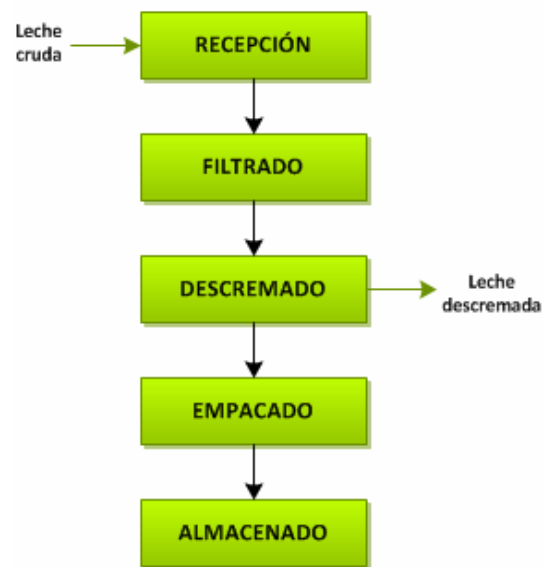 Leche
cruda
RECEPCIÓN
FILTRADO
DESCREMADO
Leche
descremada
EMPACADO
ALMACENADO